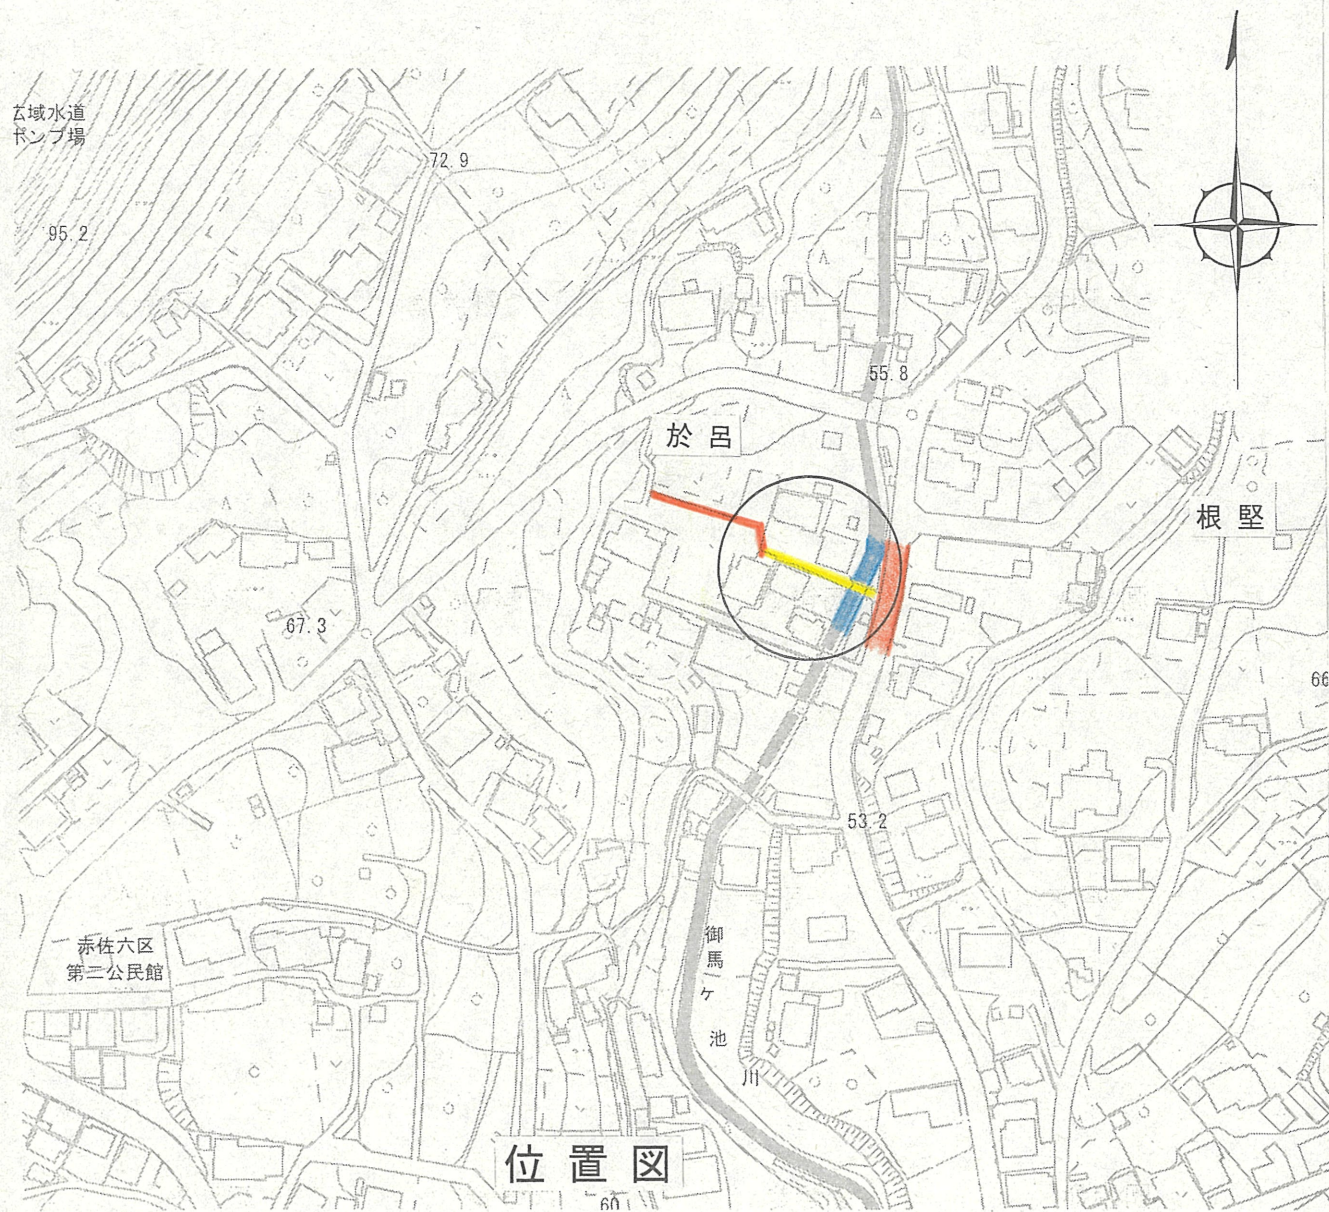 域水道
ポンプ場
72.9
95.2
55.8
於呂
根堅
67.3
66
53.2
赤佐六区
第二公民館
御馬ヶ池川
位置図
60